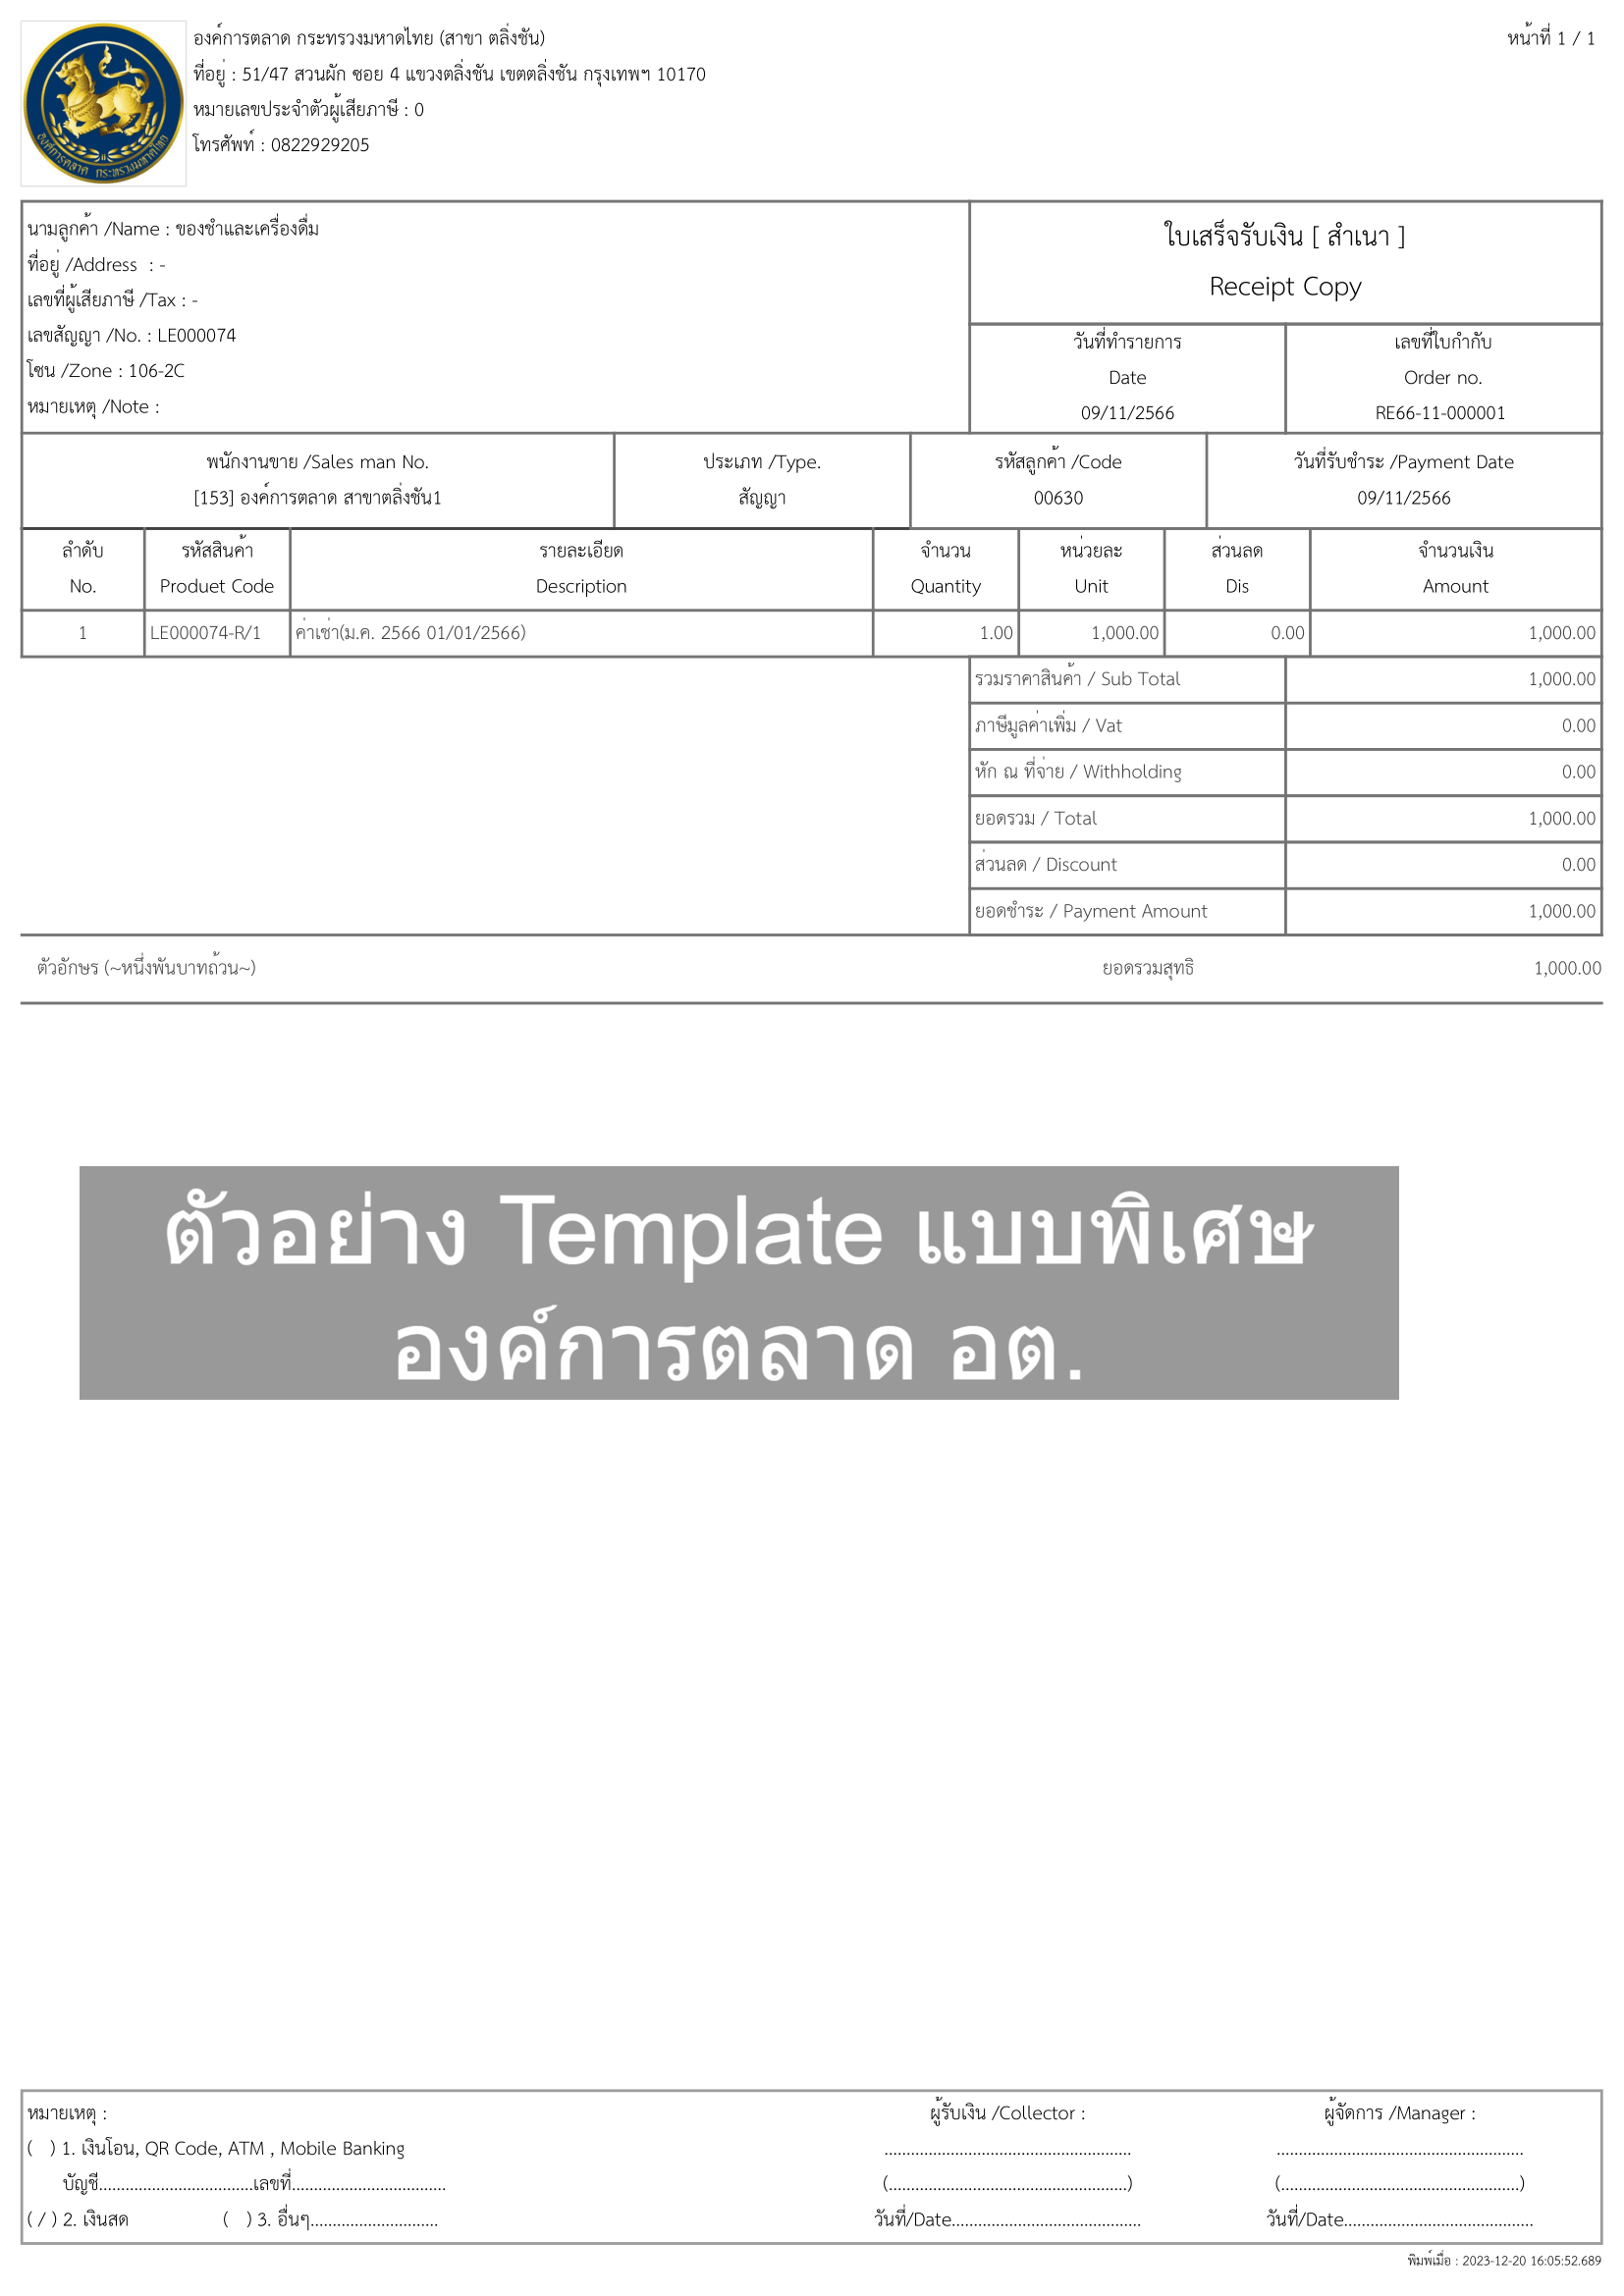 องค์การตลาด กระทรวงมหาดไทย (สาขา ตลิ่งชัน)
หน้าที่ 1 / 1
ที่อยู่ : 51/47 สวนผัก ซอย 4 แขวงตลิ่งชัน เขตตลิ่งชัน กรุงเทพฯ 10170
หมายเลขประจำตัวผู้เสียภาษี : 0
โทรศัพท์ : 0822929205
องค์การตลาด กระทรวงมหาดไทย
นามลูกค้า /Name : ของชำและเครื่องดื่ม
ที่อยู่ /Address : -
เลขที่ผู้เสียภาษี /Tax : -
เลขสัญญา /No. : LE000074
โซน /Zone : 106-2C
หมายเหตุ /Note :
ใบเสร็จรับเงิน [ สำเนา ]
Receipt Copy
วันที่ทำรายการ เลขที่ใบกำกับ
Date Order no.
09/11/2566 RE66-11-000001
พนักงานขาย /Sales man No. ประเภท /Type. รหัสลูกค้า /Code วันที่รับชำระ /Payment Date
[153] องค์การตลาด สาขาตลิ่งชัน1 สัญญา 00630 09/11/2566
ลำดับ รหัสสินค้า รายละเอียด จำนวน หน่วยละ ส่วนลด จำนวนเงิน
No. Produet Code Description Quantity Unit Dis Amount
1 LE000074-R/1 ค่าเช่า(ม.ค. 2566 01/01/2566) 1.00 1,000.00 0.00 1,000.00
รวมราคาสินค้า / Sub Total 1,000.00
ภาษีมูลค่าเพิ่ม / Vat 0.00
หัก ณ ที่จ่าย / Withholding 0.00
ยอดรวม / Total 1,000.00
ส่วนลด / Discount 0.00
ยอดชำระ / Payment Amount 1,000.00
ตัวอักษร (~หนึ่งพันบาทถ้วน~) ยอดรวมสุทธิ 1,000.00
ตัวอย่าง Template แบบพิเศษ
องค์การตลาด อต.
หมายเหตุ : ผู้รับเงิน /Collector : ผู้จัดการ /Manager :
( ) 1. เงินโอน, QR Code, ATM , Mobile Banking ........................................................ ........................................................
บัญชี...................................เลขที่................................... (......................................................) (......................................................)
( / ) 2. เงินสด ( ) 3. อื่นๆ............................. วันที่/Date........................................... วันที่/Date...........................................
พิมพ์เมื่อ : 2023-12-20 16:05:52.689